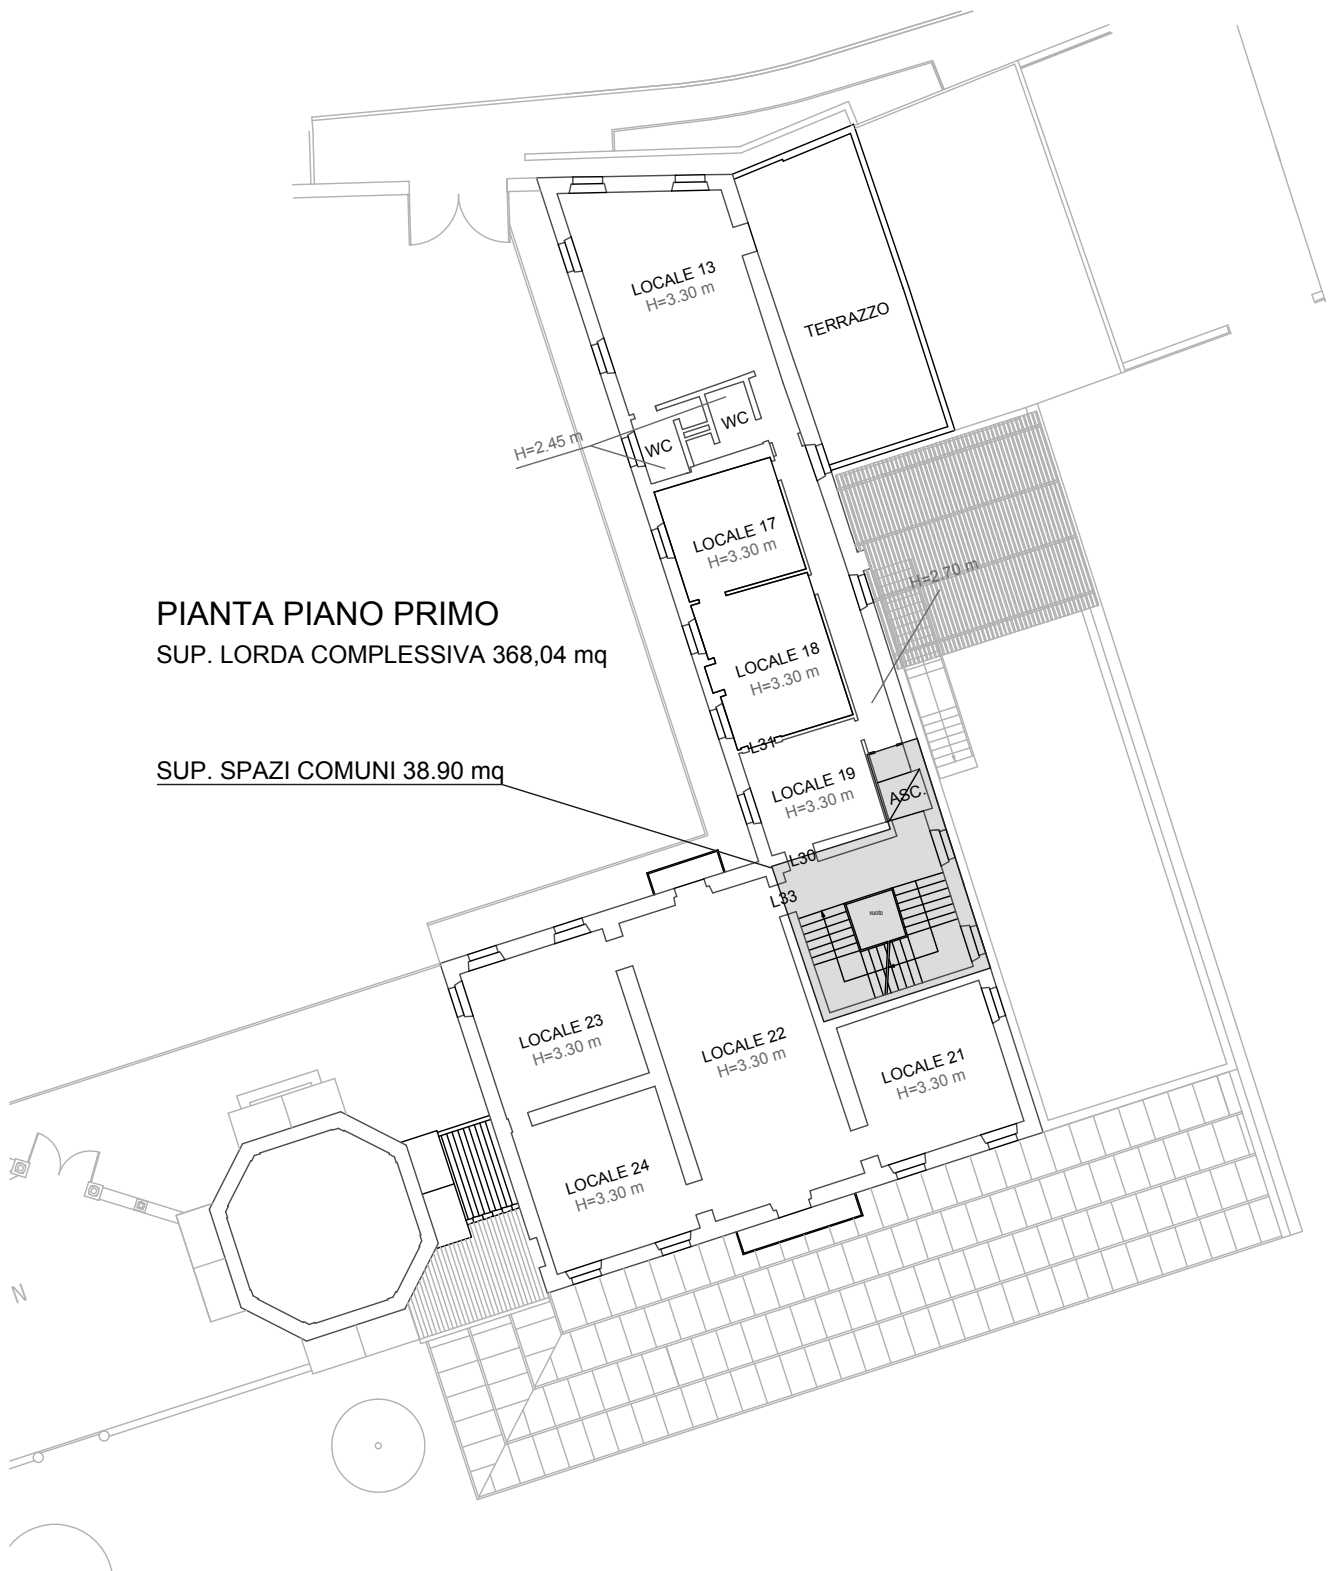 LOCALE 13
H=3.30 m
TERRAZZO
WC
WC
H=2.45 m
LOCALE 17
H=3.30 m
H=2.70 m
PIANTA PIANO PRIMO
SUP. LORDA COMPLESSIVA 368,04 mq
LOCALE 18
H=3.30 m
L31
SUP. SPAZI COMUNI 38.90 mq
LOCALE 19
H=3.30 m
ASC.
L30
L33
vuoto
LOCALE 23
H=3.30 m
LOCALE 22
H=3.30 m
LOCALE 21
H=3.30 m
LOCALE 24
H=3.30 m
N